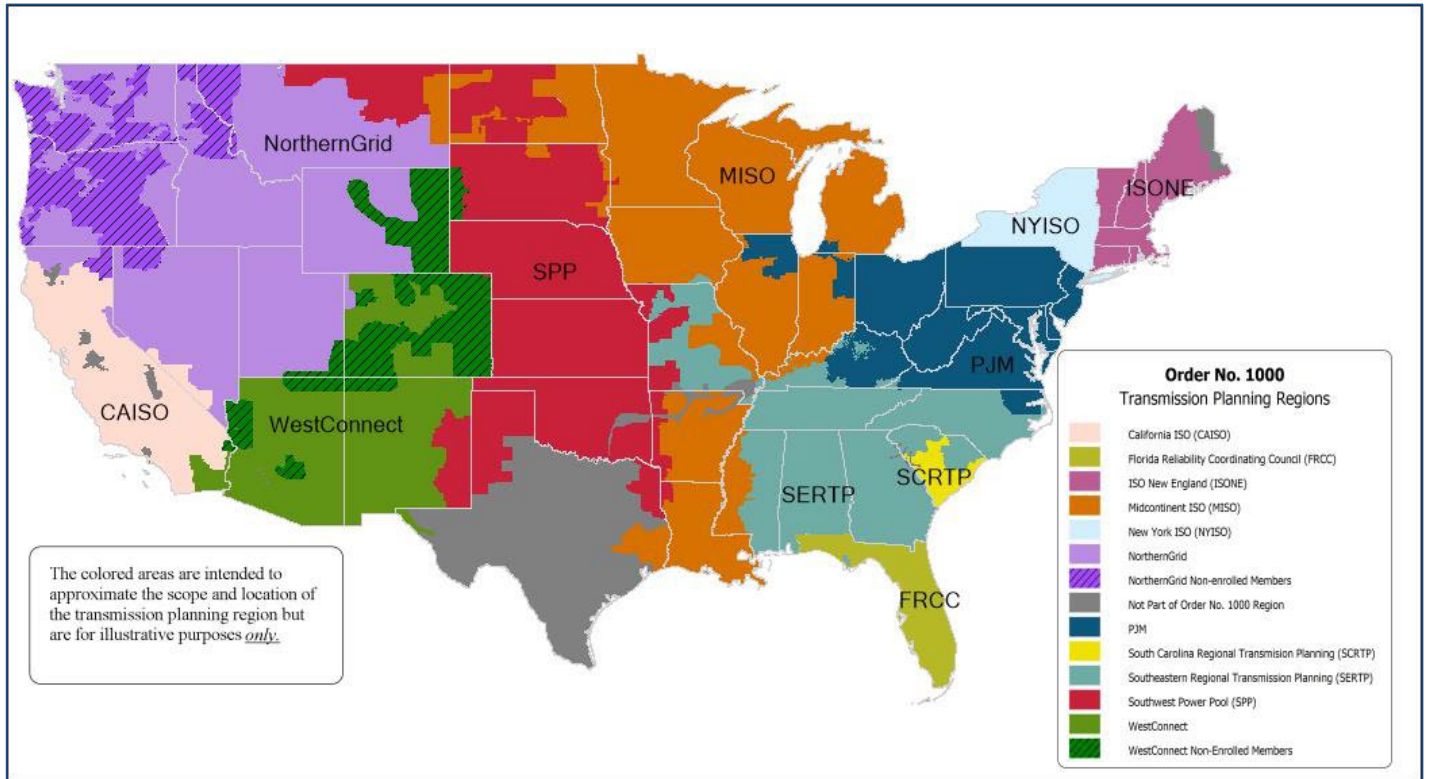 NorthernGrid
MISO
ISONE
NYISO
SPP
PJM
CAISO
WestConnect
SERTP
SCRTP
FRCC
The colored areas are intended to
approximate the scope and location of
the transmission planning region but
are for illustrative purposes only.
Order No. 1000
Transmission Planning Regions
California ISO (CAISO)
Florida Reliability Coordinating Council (FRCC)
ISO New England (ISONE)
Midcontinent ISO (MISO)
New York ISO (NYISO)
NorthernGrid
NorthernGrid Non-enrolled Members
Not Part of Order No. 1000 Region
PJM
South Carolina Regional Transmision Planning (SCRTP)
Southeastern Regional Transmission Planning (SERTP)
Southwest Power Pool (SPP)
WestConnect
WestConnect Non-Enrolled Members